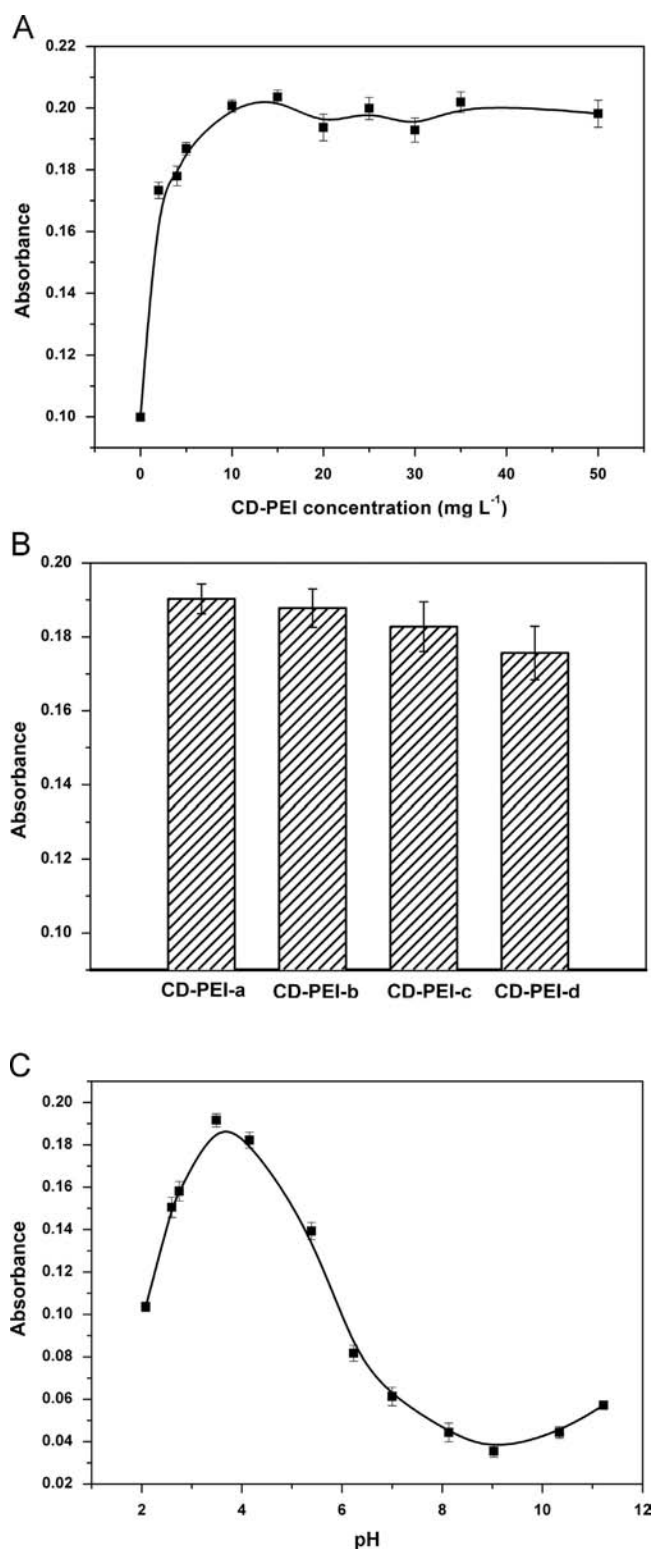 A
0.22
0.20
0.18
0.16
0.14
0.12
0.10
Absorbance
0 10 20 30 40 50
CD-PEI concentration (mg L⁻¹)
B
0.20
0.18
0.16
0.14
0.12
0.10
Absorbance
CD-PEI-a CD-PEI-b CD-PEI-c CD-PEI-d
C
0.20
0.18
0.16
0.14
0.12
0.10
0.08
0.06
0.04
0.02
Absorbance
2 4 6 8 10 12
pH